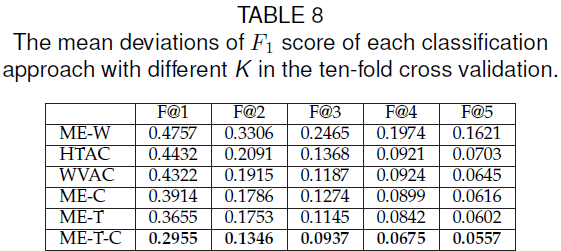 TABLE 8
The mean deviations of F1 score of each classification
approach with different K in the ten-fold cross validation.
F@1 F@2 F@3 F@4 F@5
ME-W 0.4757 0.3306 0.2465 0.1974 0.1621
HTAC 0.4432 0.2091 0.1368 0.0921 0.0703
WVAC 0.4322 0.1915 0.1187 0.0924 0.0645
ME-C 0.3914 0.1786 0.1274 0.0899 0.0616
ME-T 0.3655 0.1753 0.1145 0.0842 0.0602
ME-T-C 0.2955 0.1346 0.0937 0.0675 0.0557